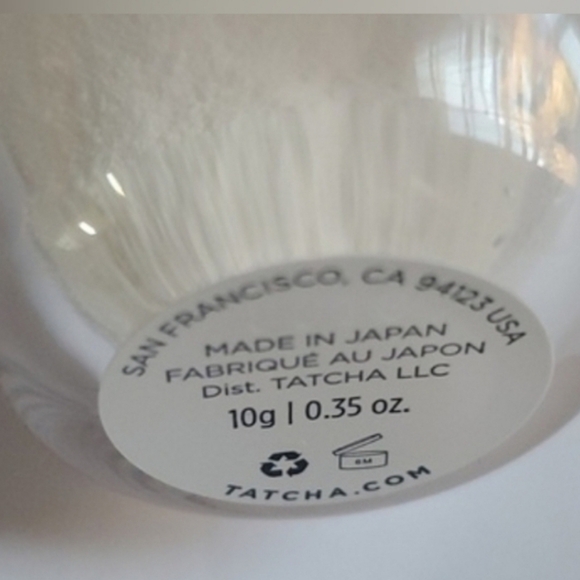 SAN FRANCISCO, CA 94123 USA
MADE IN JAPAN
FABRIQUÉ AU JAPON
Dist. TATCHA LLC
10g | 0.35 oz.
6M
TATCHA.COM